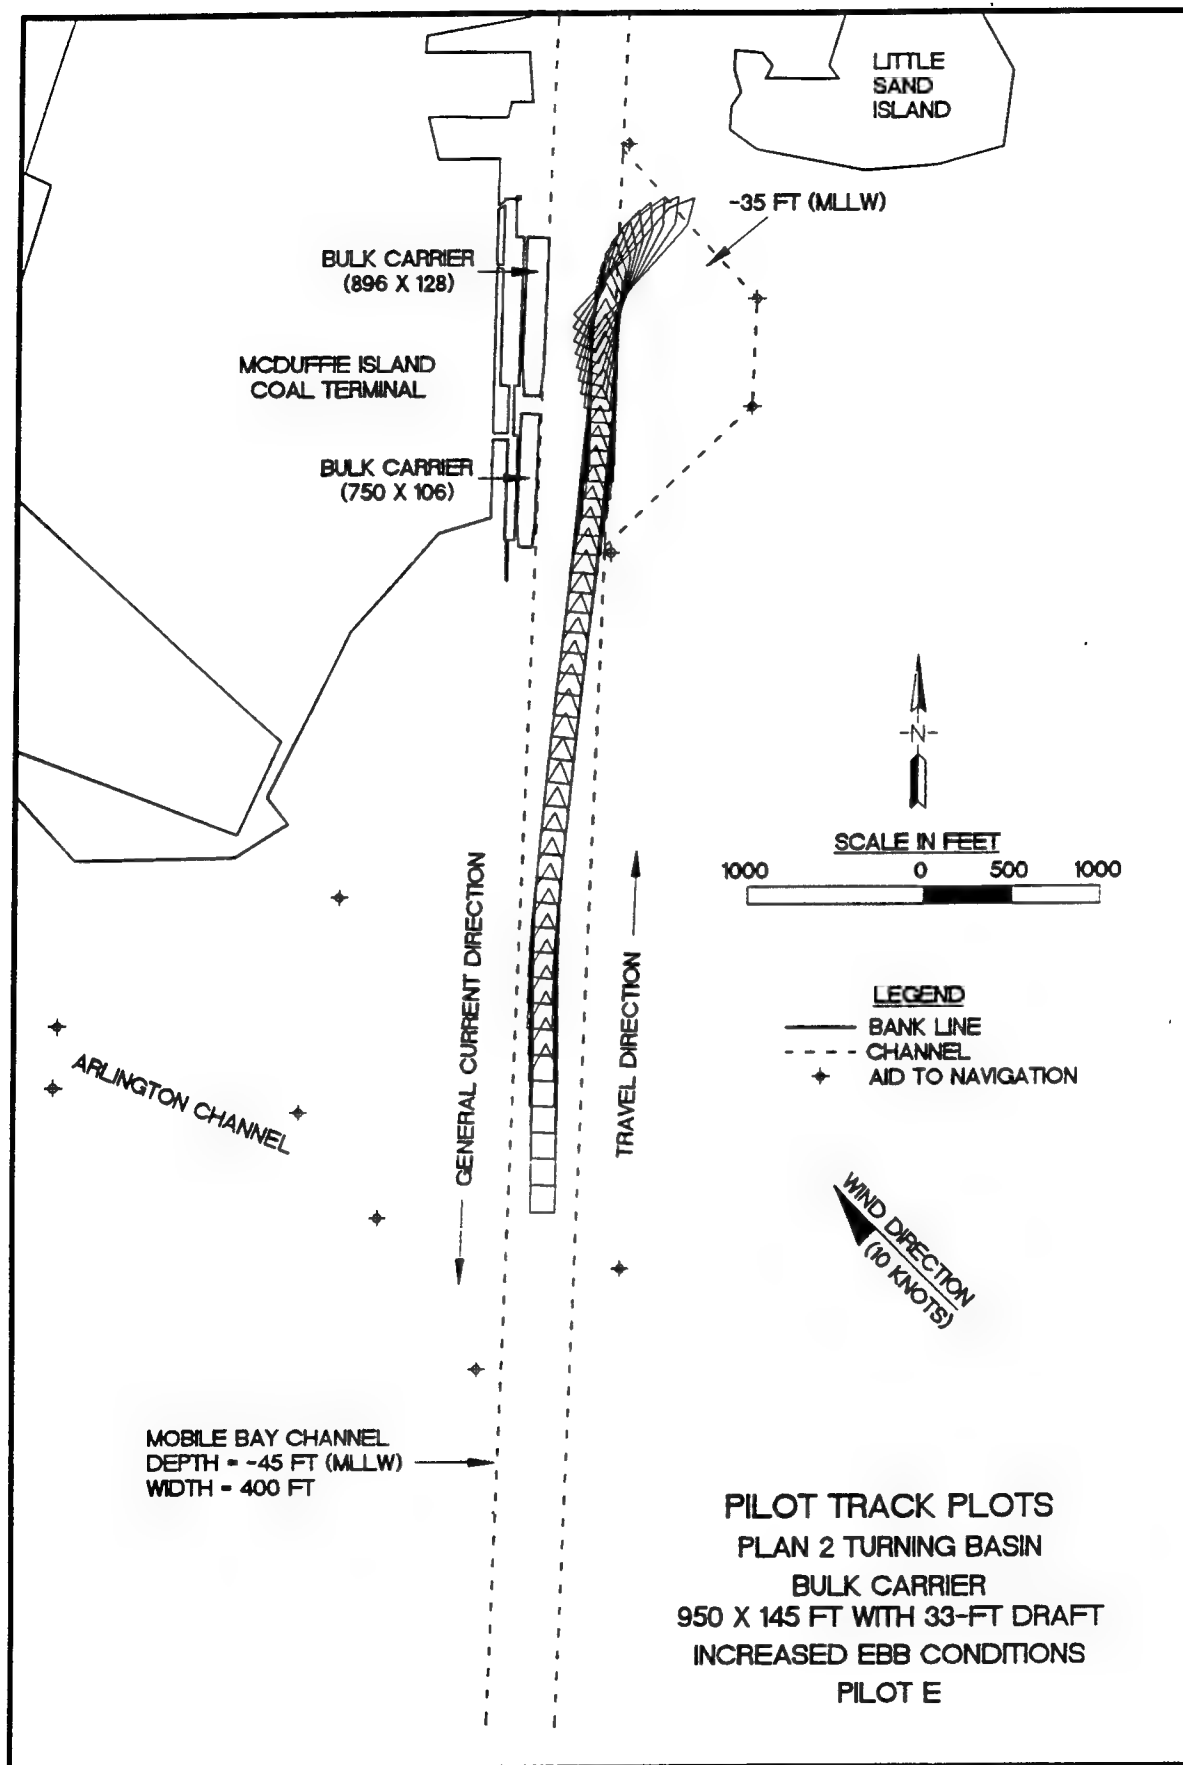 LITTLE
SAND
ISLAND
-35 FT (MLLW)
BULK CARRIER
(896 X 128)
MCDUFFIE ISLAND
COAL TERMINAL
BULK CARRIER
(750 X 106)
-N-
SCALE IN FEET
1000 0 500 1000
GENERAL CURRENT DIRECTION
TRAVEL DIRECTION
LEGEND
BANK LINE
CHANNEL
AID TO NAVIGATION
ARLINGTON CHANNEL
WIND DIRECTION
(10 KNOTS)
MOBILE BAY CHANNEL
DEPTH = -45 FT (MLLW)
WIDTH = 400 FT
PILOT TRACK PLOTS
PLAN 2 TURNING BASIN
BULK CARRIER
950 X 145 FT WITH 33-FT DRAFT
INCREASED EBB CONDITIONS
PILOT E